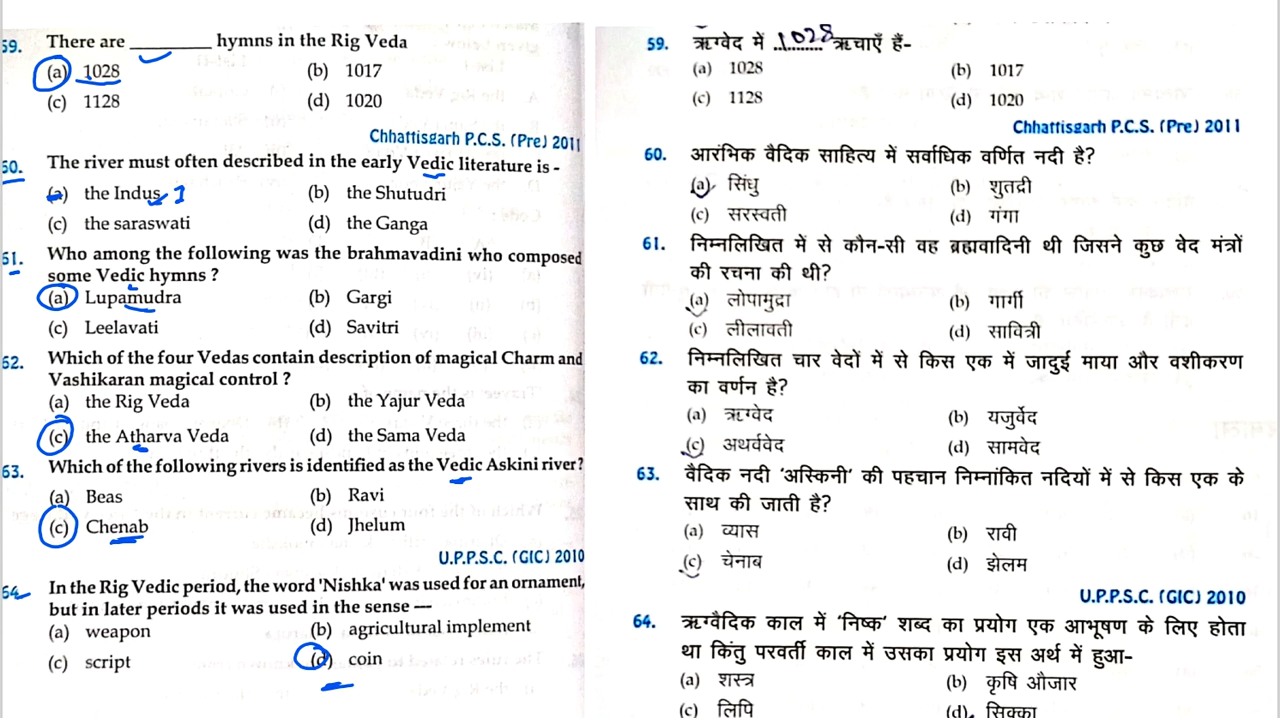 59. There are ________ hymns in the Rig Veda
(a) 1028 (b) 1017
(c) 1128 (d) 1020
Chhattisgarh P.C.S. (Pre) 2011
60. The river must often described in the early Vedic literature is -
(a) the Indus 1 (b) the Shutudri
(c) the saraswati (d) the Ganga
61. Who among the following was the brahmavadini who composed
some Vedic hymns ?
(a) Lupamudra (b) Gargi
(c) Leelavati (d) Savitri
62. Which of the four Vedas contain description of magical Charm and
Vashikaran magical control ?
(a) the Rig Veda (b) the Yajur Veda
(c) the Atharva Veda (d) the Sama Veda
63. Which of the following rivers is identified as the Vedic Askini river?
(a) Beas (b) Ravi
(c) Chenab (d) Jhelum
U.P.P.S.C. (GIC) 2010
64. In the Rig Vedic period, the word 'Nishka' was used for an ornament,
but in later periods it was used in the sense —
(a) weapon (b) agricultural implement
(c) script (d) coin
59. ऋग्वेद में ..1028.. ऋचाएँ हैं-
(a) 1028 (b) 1017
(c) 1128 (d) 1020
Chhattisgarh P.C.S. (Pre) 2011
60. आरंभिक वैदिक साहित्य में सर्वाधिक वर्णित नदी है?
(a) सिंधु (b) शुतद्री
(c) सरस्वती (d) गंगा
61. निम्नलिखित में से कौन-सी वह ब्रह्मवादिनी थी जिसने कुछ वेद मंत्रों
की रचना की थी?
(a) लोपामुद्रा (b) गार्गी
(c) लीलावती (d) सावित्री
62. निम्नलिखित चार वेदों में से किस एक में जादुई माया और वशीकरण
का वर्णन है?
(a) ऋग्वेद (b) यजुर्वेद
(c) अथर्ववेद (d) सामवेद
63. वैदिक नदी 'अस्किनी' की पहचान निम्नांकित नदियों में से किस एक के
साथ की जाती है?
(a) व्यास (b) रावी
(c) चेनाब (d) झेलम
U.P.P.S.C. (GIC) 2010
64. ऋग्वैदिक काल में 'निष्क' शब्द का प्रयोग एक आभूषण के लिए होता
था किंतु परवर्ती काल में उसका प्रयोग इस अर्थ में हुआ-
(a) शस्त्र (b) कृषि औजार
(c) लिपि (d) सिक्का